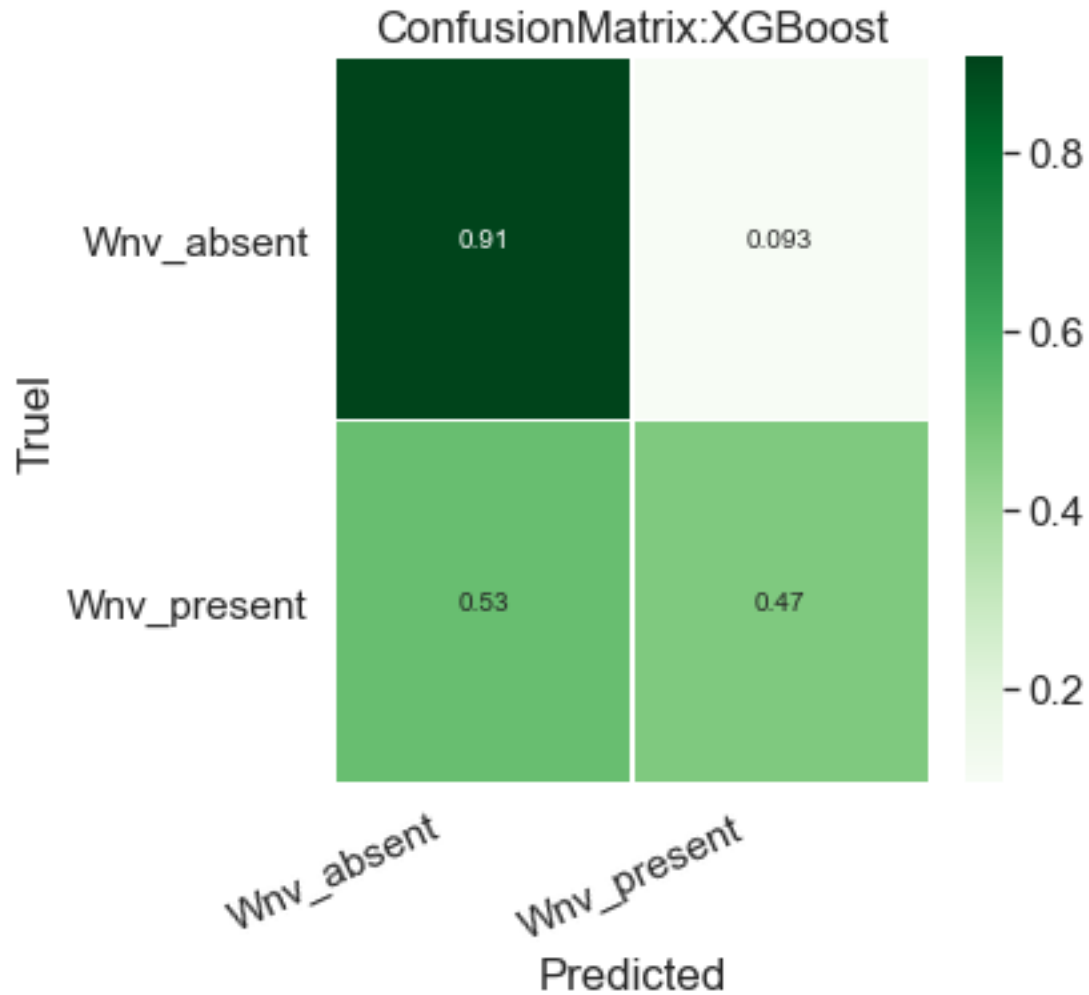 ConfusionMatrix:XGBoost
Wnv_absent
0.91
0.093
0.8
0.6
Truel
Wnv_present
0.53
0.47
0.4
0.2
Wnv_absent
Wnv_present
Predicted